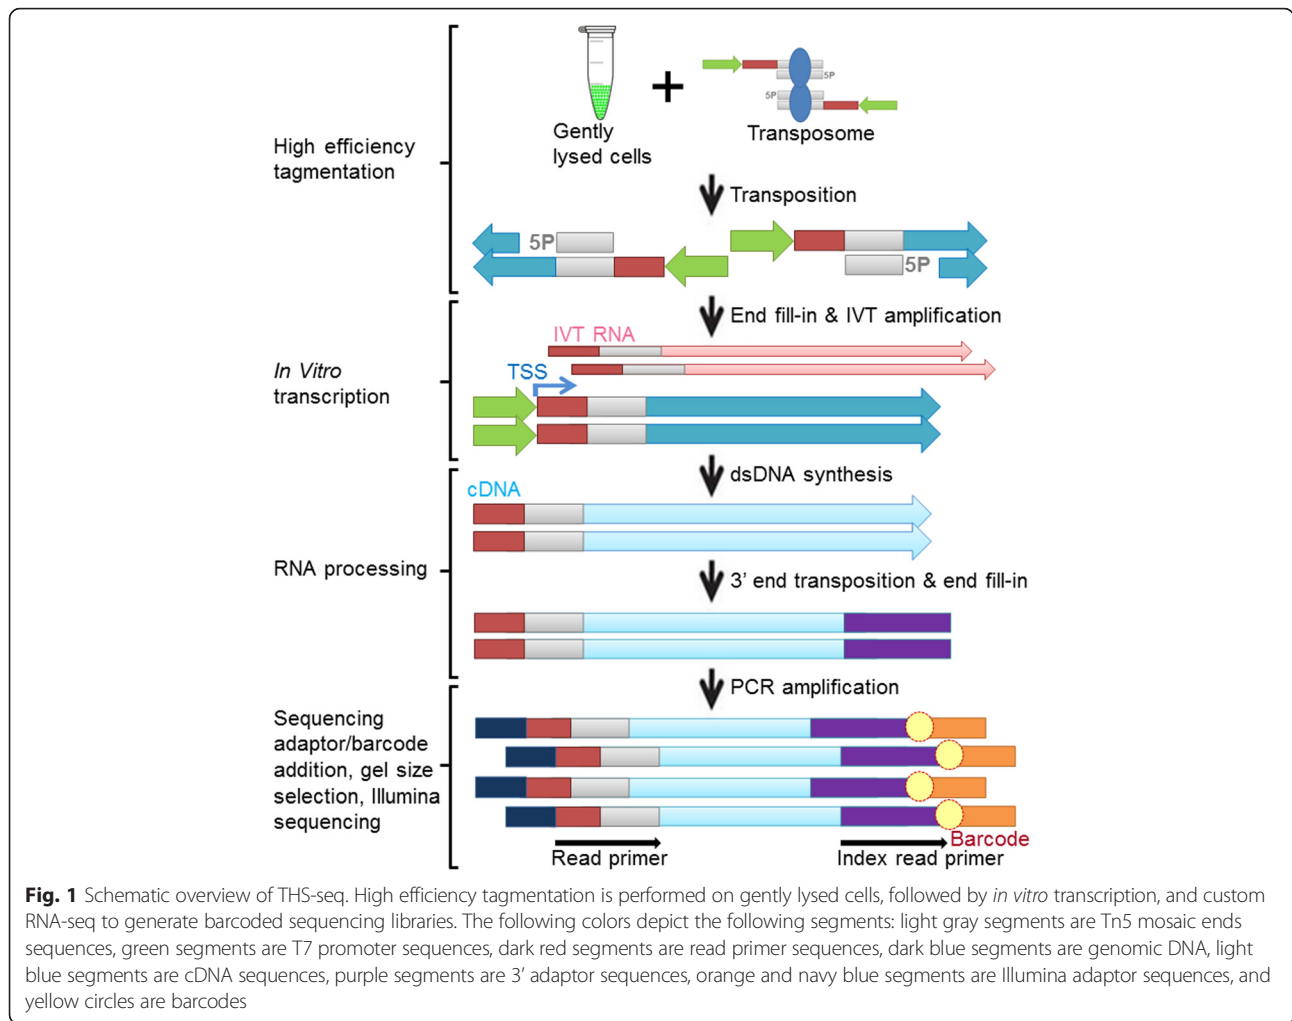 Gently
lysed cells
5P
5P
Transposome
High efficiency
tagmentation
Transposition
5P
5P
End fill-in & IVT amplification
IVT RNA
In Vitro
transcription
TSS
dsDNA synthesis
cDNA
RNA processing
3’ end transposition & end fill-in
PCR amplification
Sequencing
adaptor/barcode
addition, gel size
selection, Illumina
sequencing
Barcode
Read primer
Index read primer
Fig. 1 Schematic overview of THS-seq. High efficiency tagmentation is performed on gently lysed cells, followed by in vitro transcription, and custom
RNA-seq to generate barcoded sequencing libraries. The following colors depict the following segments: light gray segments are Tn5 mosaic ends
sequences, green segments are T7 promoter sequences, dark red segments are read primer sequences, dark blue segments are genomic DNA, light
blue segments are cDNA sequences, purple segments are 3’ adaptor sequences, orange and navy blue segments are Illumina adaptor sequences, and
yellow circles are barcodes